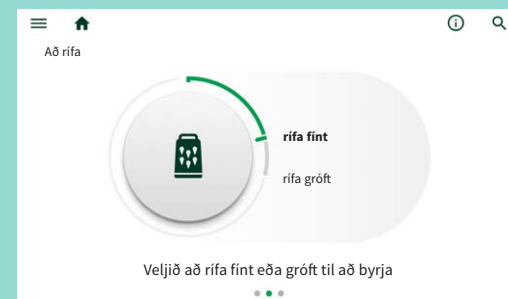 Að rífa
rífa fínt
rífa gróft
Veljið að rífa fínt eða gróft til að byrja